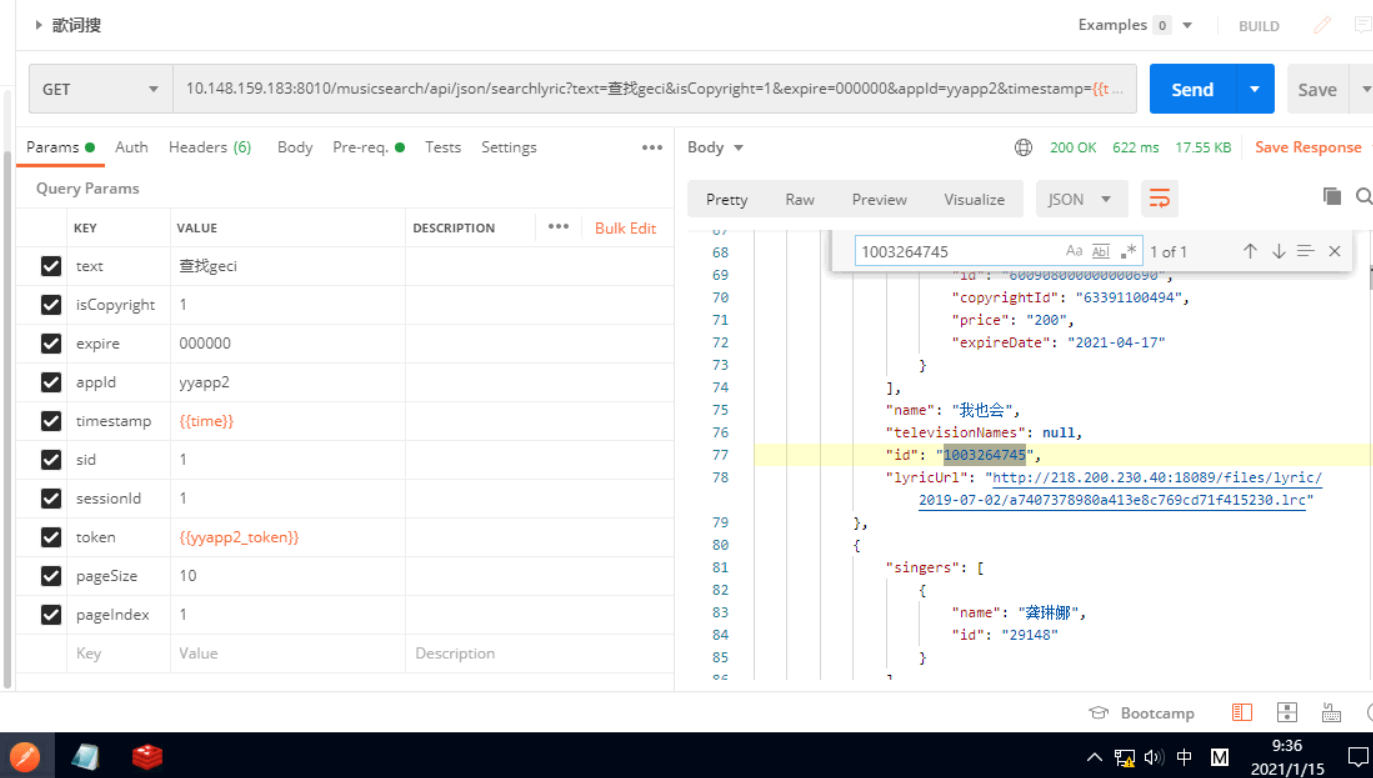 歌词搜
Examples 0
BUILD
GET
10.148.159.183:8010/musicsearch/api/json/searchlyric?text=查找geci&isCopyright=1&expire=000000&appId=yyapp2&timestamp={{t ...
Send
Save
Params
Auth
Headers (6)
Body
Pre-req.
Tests
Settings
Query Params
KEY VALUE DESCRIPTION Bulk Edit
text 查找geci
isCopyright 1
expire 000000
appId yyapp2
timestamp {{time}}
sid 1
sessionId 1
token {{yyapp2_token}}
pageSize 10
pageIndex 1
Key Value Description
Body
200 OK 622 ms 17.55 KB Save Response
Pretty Raw Preview Visualize JSON
1003264745 Aa Abl .* 1 of 1
67
68
69 "id": "600908000000000690",
70 "copyrightId": "63391100494",
71 "price": "200",
72 "expireDate": "2021-04-17"
73 }
74 ],
75 "name": "我也会",
76 "televisionNames": null,
77 "id": "1003264745",
78 "lyricUrl": "http://218.200.230.40:18089/files/lyric/
2019-07-02/a7407378980a413e8c769cd71f415230.lrc"
79 },
80 {
81 "singers": [
82 {
83 "name": "龚琳娜",
84 "id": "29148"
85 }
86 ]
Bootcamp
中 M
9:36
2021/1/15